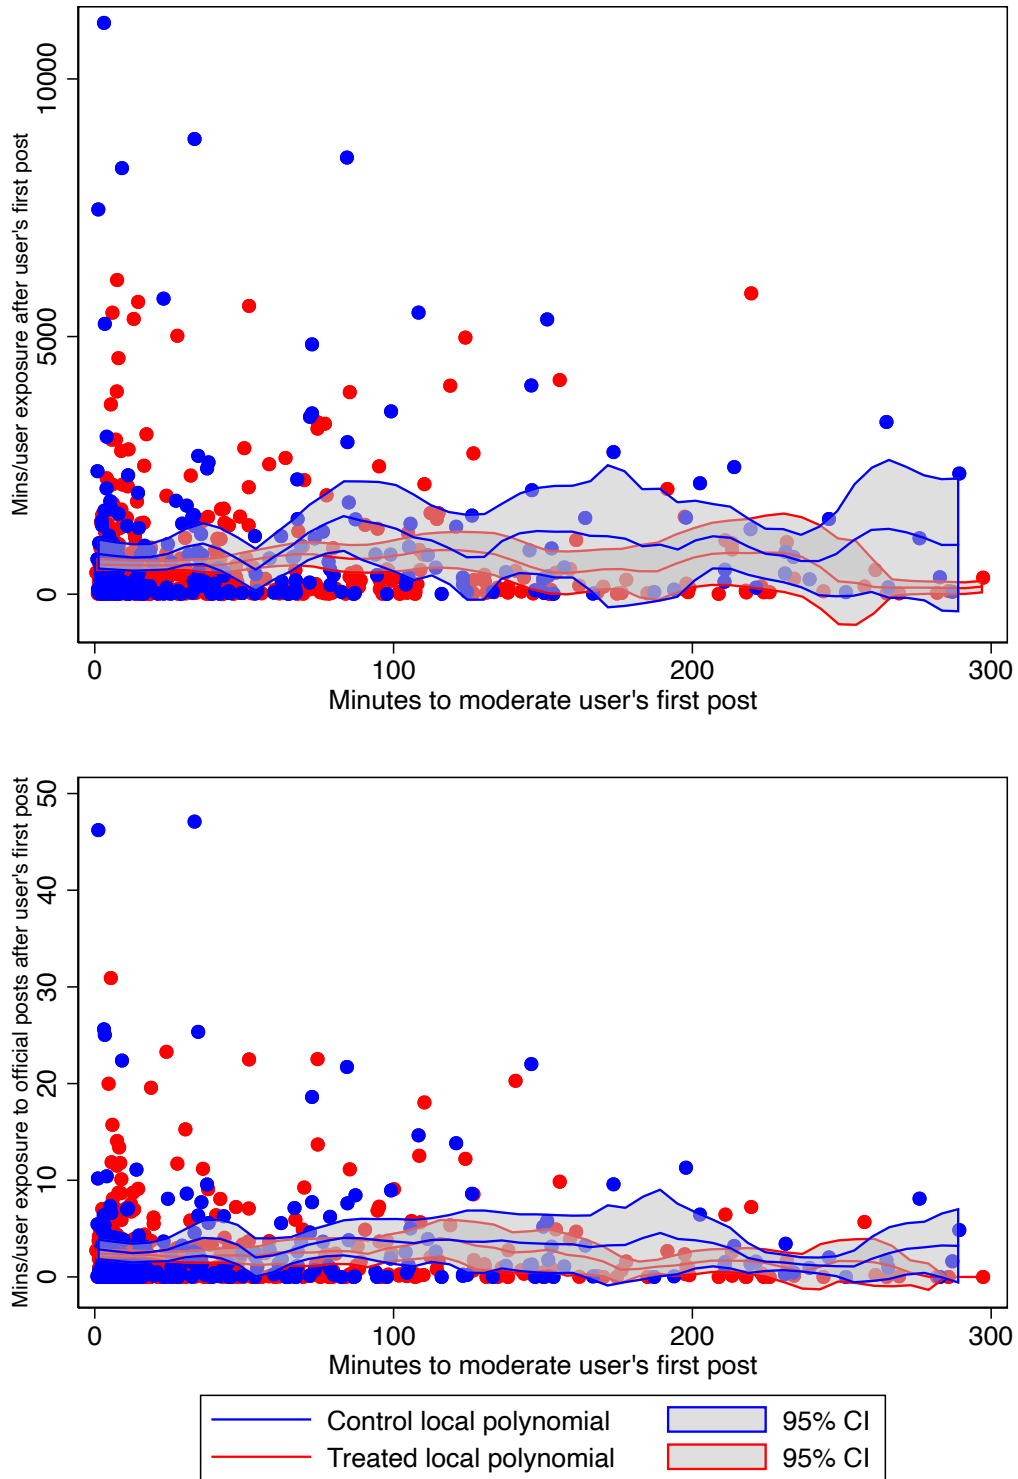 Mins/user exposure after user's first post
10000
5000
0
0 100 200 300
Minutes to moderate user's first post
Mins/user exposure to official posts after user's first post
50
40
30
20
10
0
0 100 200 300
Minutes to moderate user's first post
Control local polynomial 95% CI
Treated local polynomial 95% CI